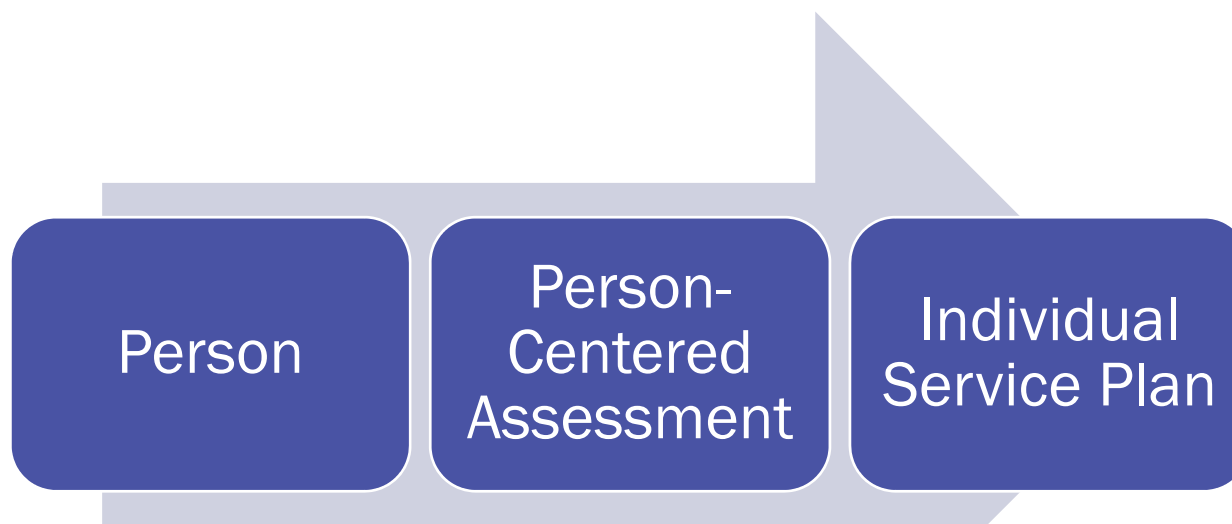 Person
Person-
Centered
Assessment
Individual
Service Plan